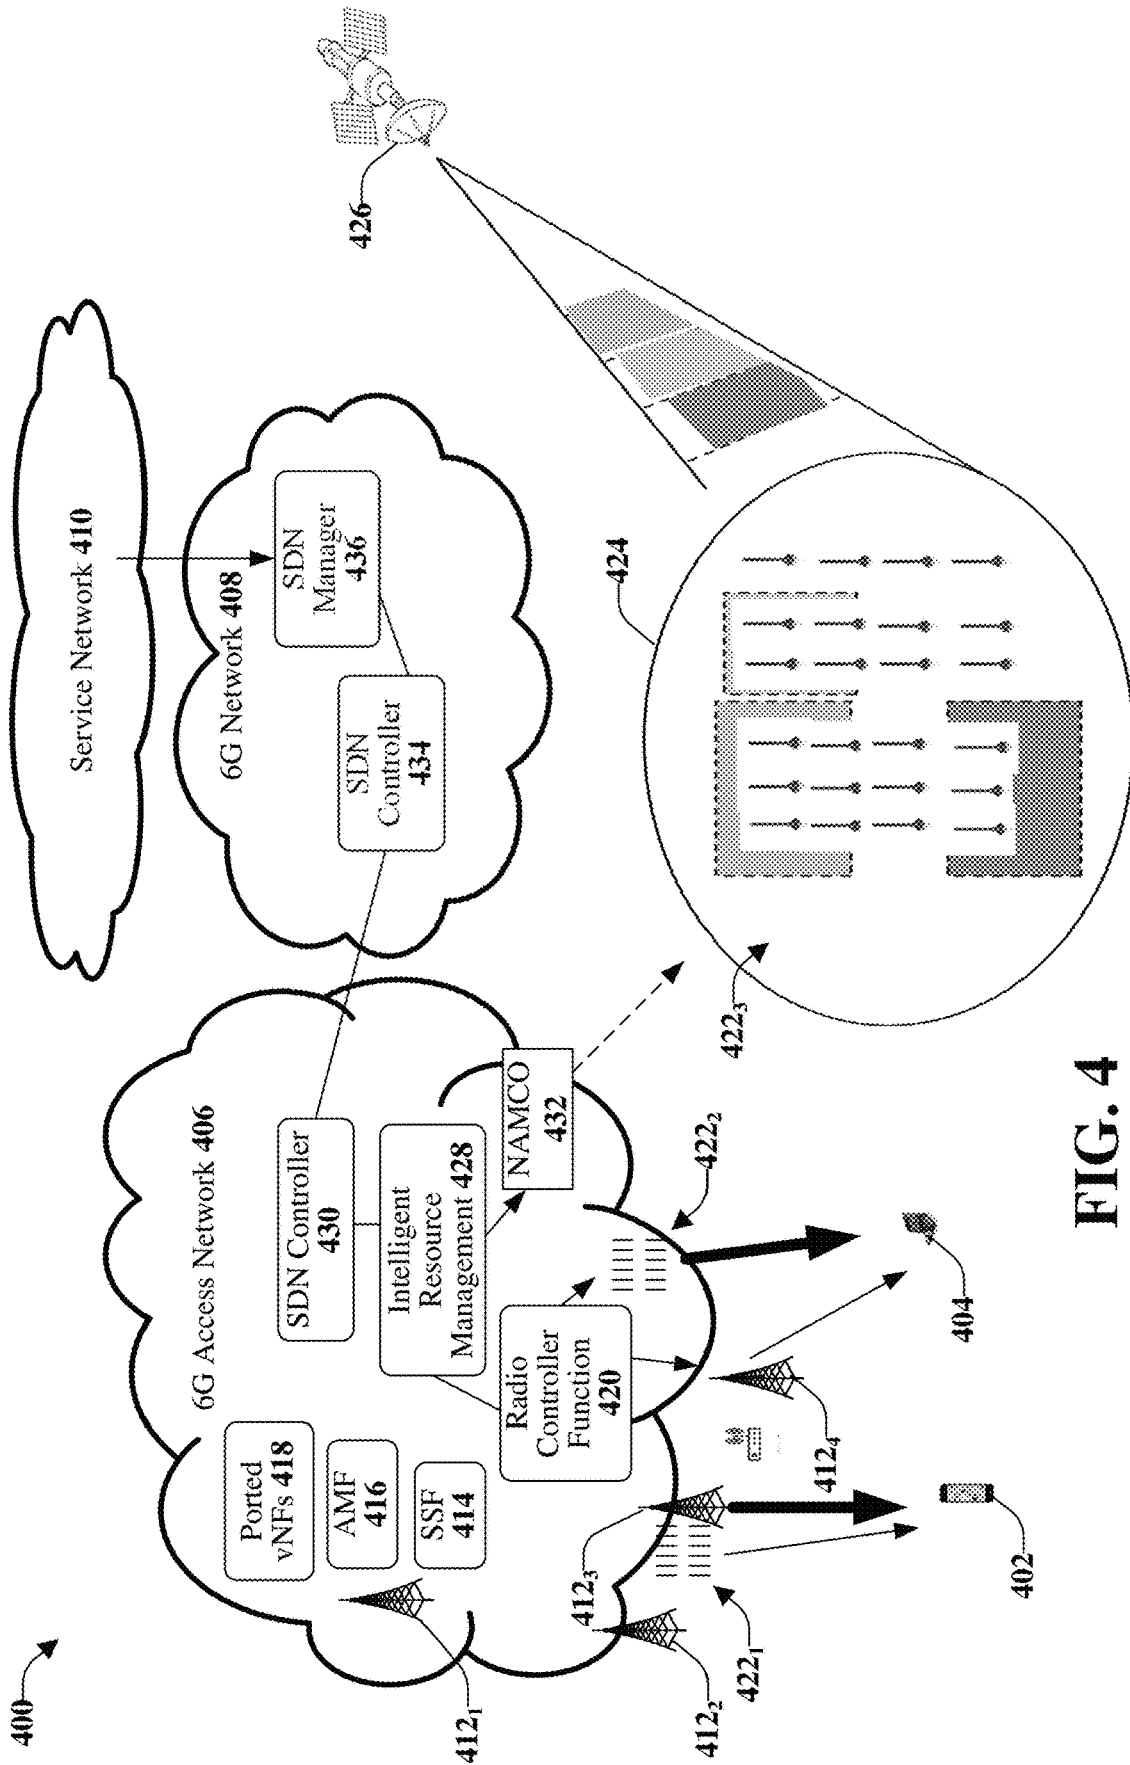 400
Service Network 410
6G Network 408
SDN
Manager
436
SDN
Controller
434
426
6G Access Network 406
Ported
vNFs 418
AMF
416
SSF
414
SDN Controller
430
Intelligent
Resource
Management 428
Radio
Controller
Function
420
NAMCO
432
424
412₁
412₂
412₃
412₄
422₁
422₂
422₃
402
404
FIG. 4